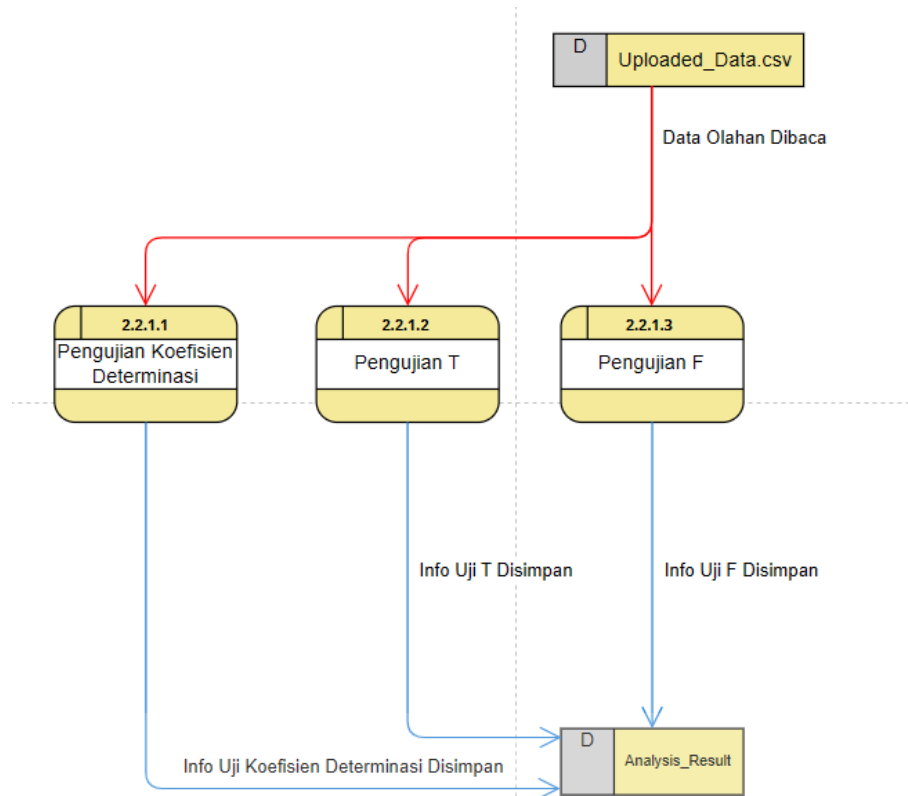 D
Uploaded_Data.csv
Data Olahan Dibaca
2.2.1.1
Pengujian Koefisien
Determinasi
2.2.1.2
Pengujian T
2.2.1.3
Pengujian F
Info Uji T Disimpan
Info Uji F Disimpan
Info Uji Koefisien Determinasi Disimpan
D
Analysis_Result